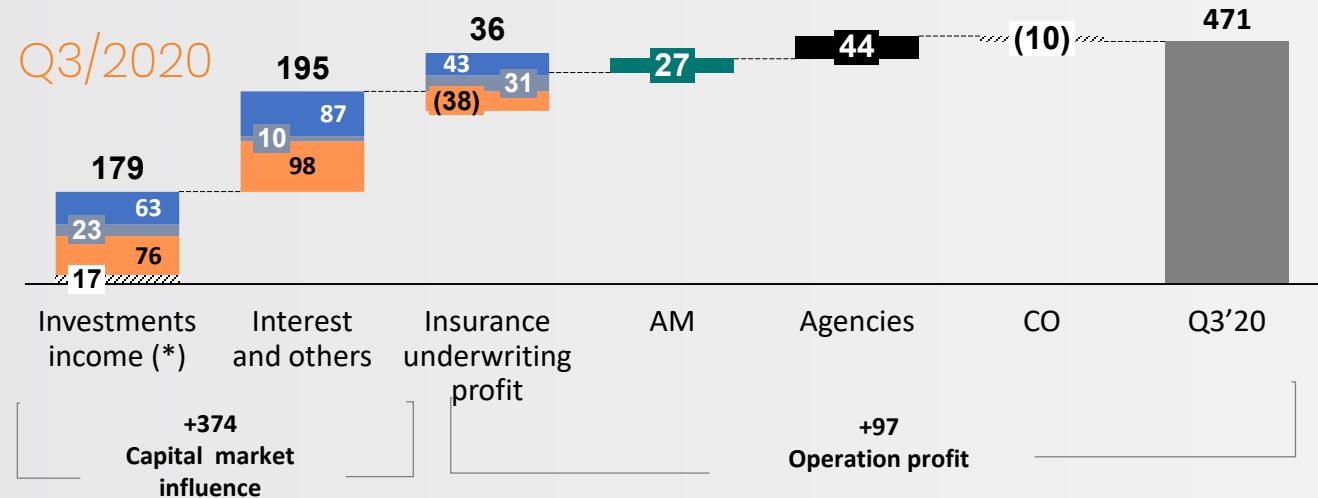 Q3/2020
179
63
23
76
17
195
87
10
98
36
43
31
(38)
27
44
(10)
471
Investments
income (*)
Interest
and others
Insurance
underwriting
profit
AM
Agencies
CO
Q3'20
+374
Capital market
influence
+97
Operation profit